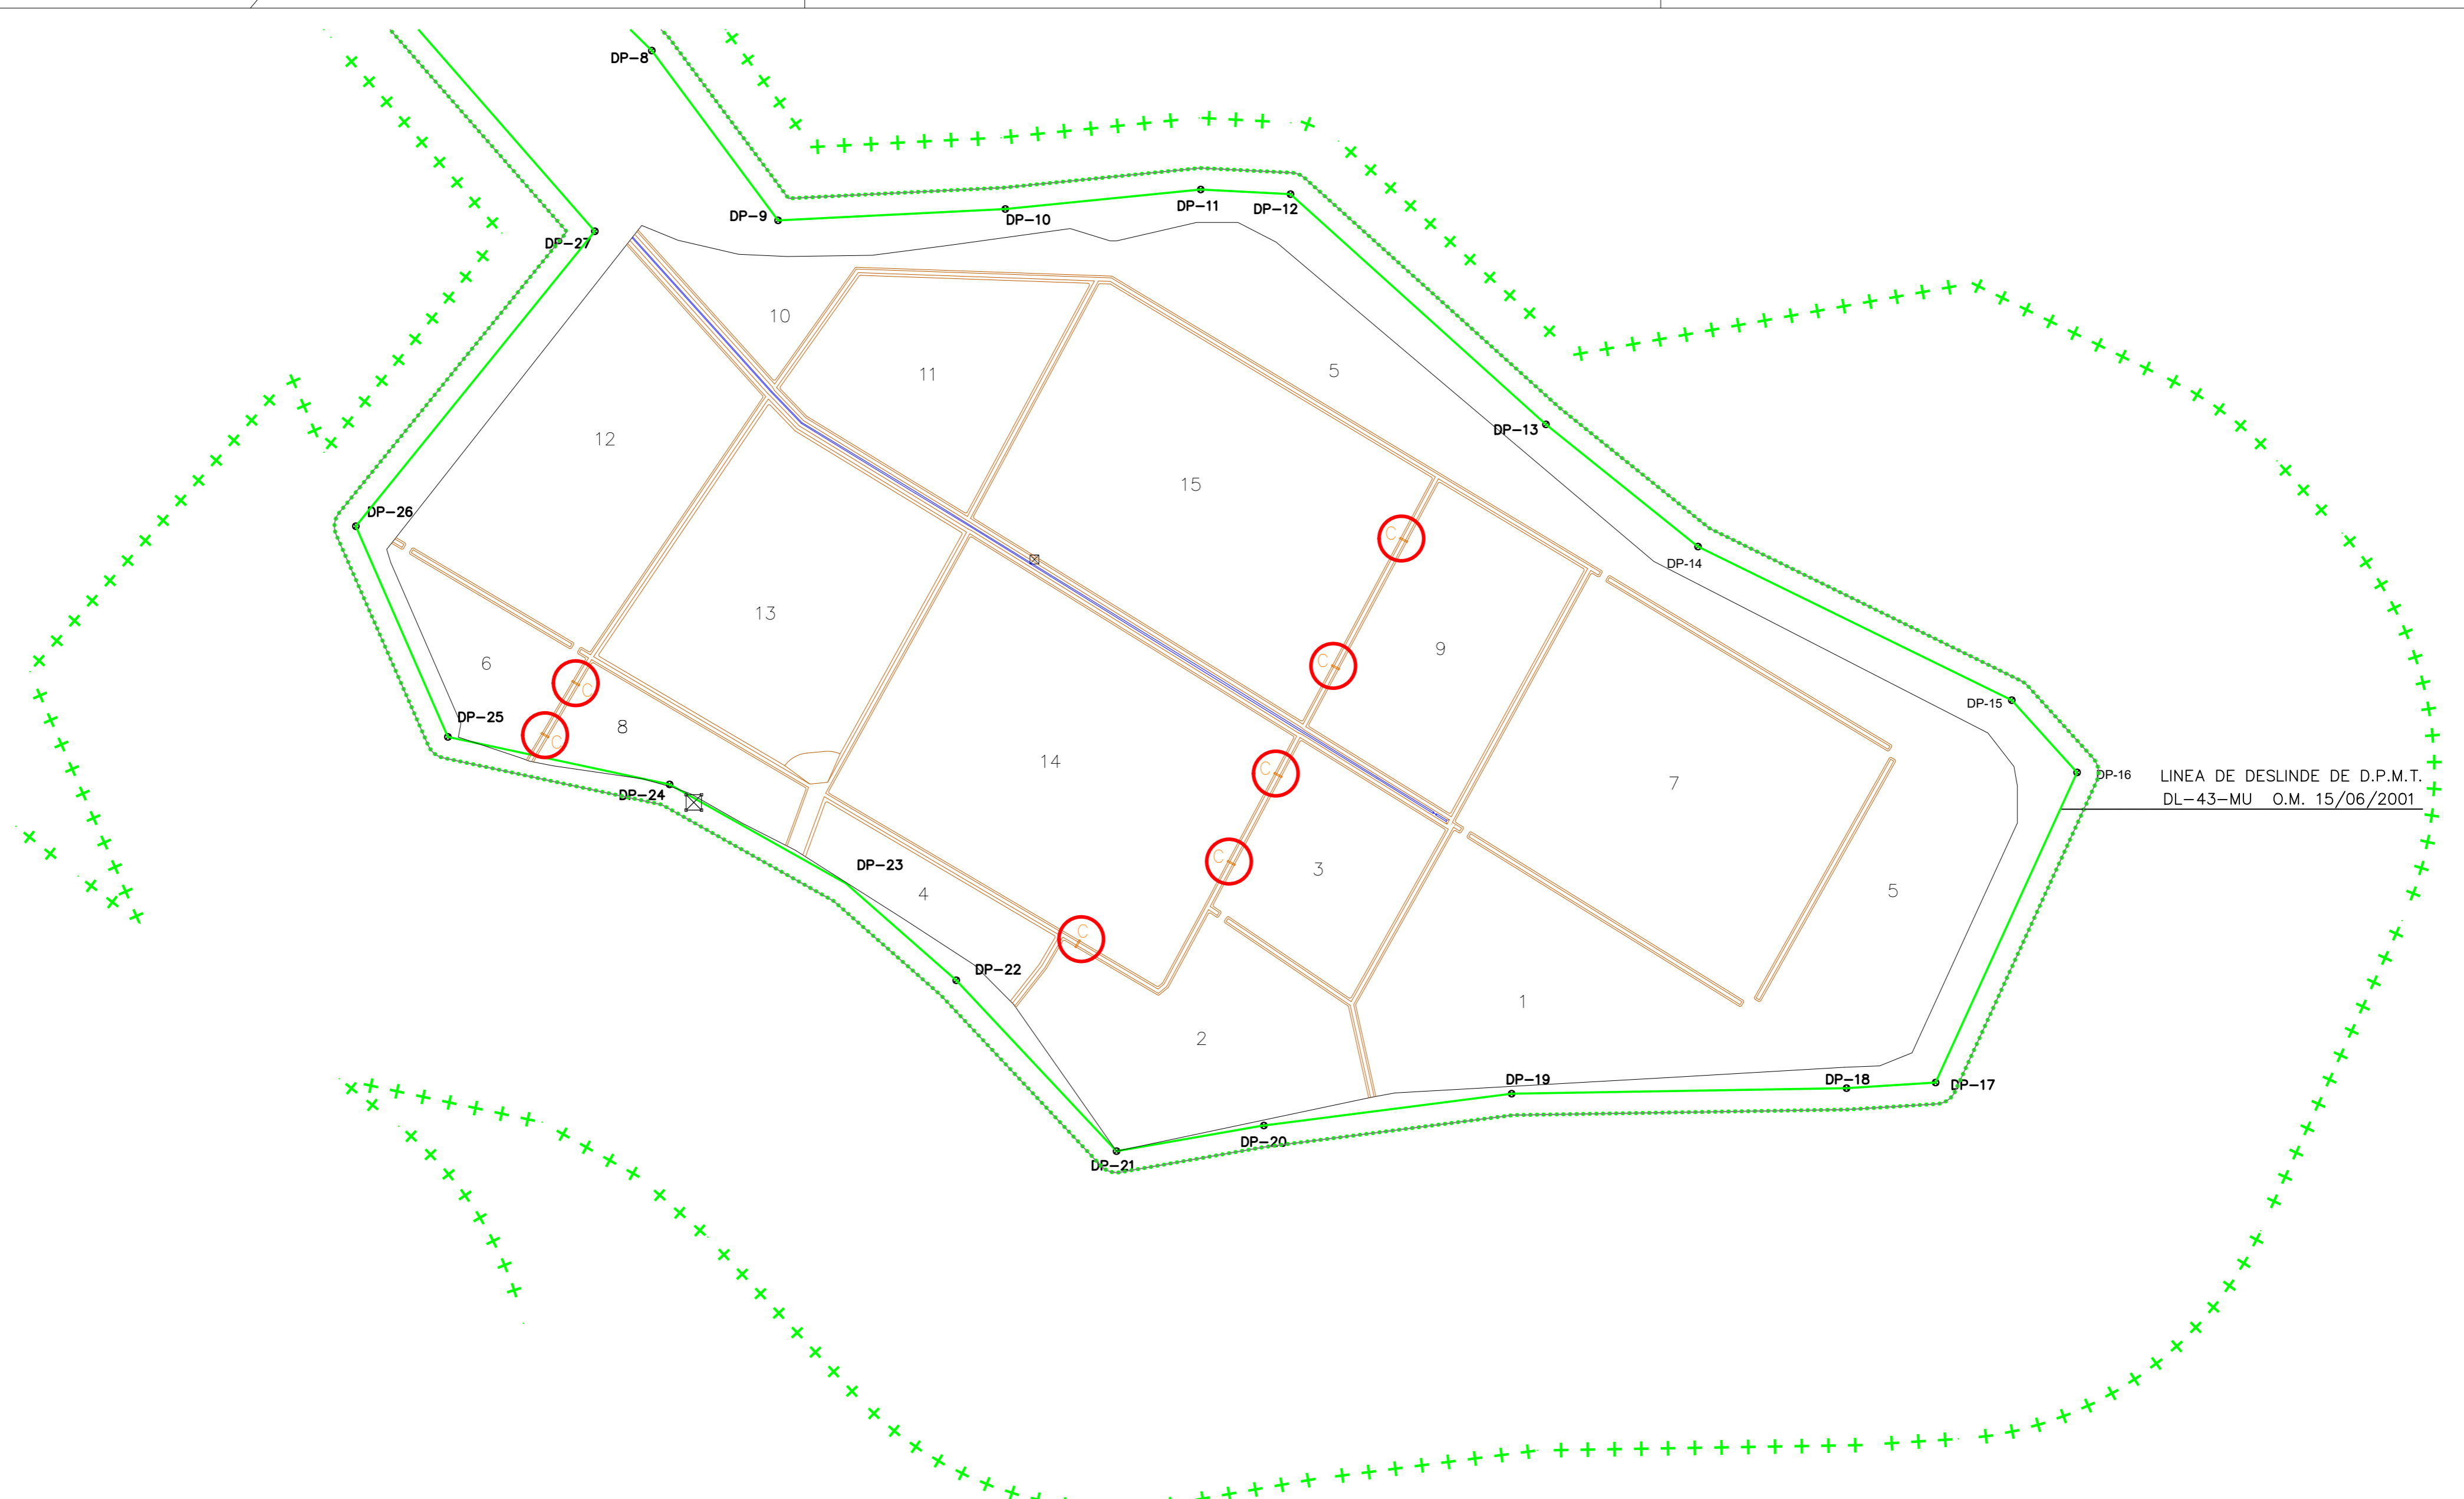 DP-8
DP-9
DP-10
DP-11
DP-12
DP-27
10
11
5
12
DP-13
15
DP-26
C
DP-14
13
9
C
6
C
DP-15
DP-25
8
C
14
C
7
DP-16
LINEA DE DESLINDE DE D.P.M.T.
DL-43-MU O.M. 15/06/2001
DP-24
C
3
DP-23
4
5
C
DP-22
1
2
DP-19
DP-18
DP-17
DP-20
DP-21